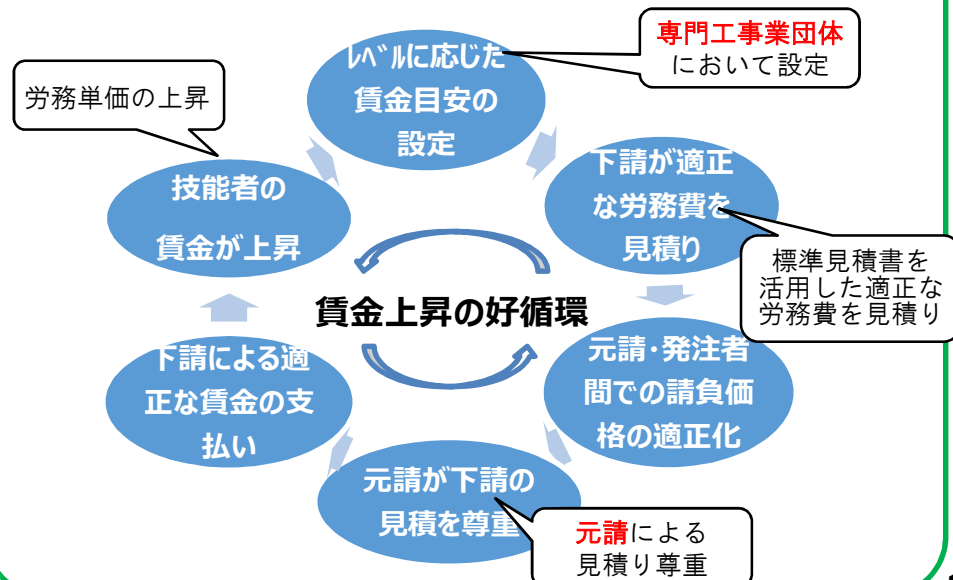 専門工事業団体
において設定
レベルに応じた
賃金目安の
設定
労務単価の上昇
下請が適正
な労務費を
見積り
技能者の
賃金が上昇
標準見積書を
活用した適正な
労務費を見積り
賃金上昇の好循環
元請・発注者
間での請負価
格の適正化
下請による適
正な賃金の支
払い
元請が下請の
見積を尊重
元請による
見積り尊重